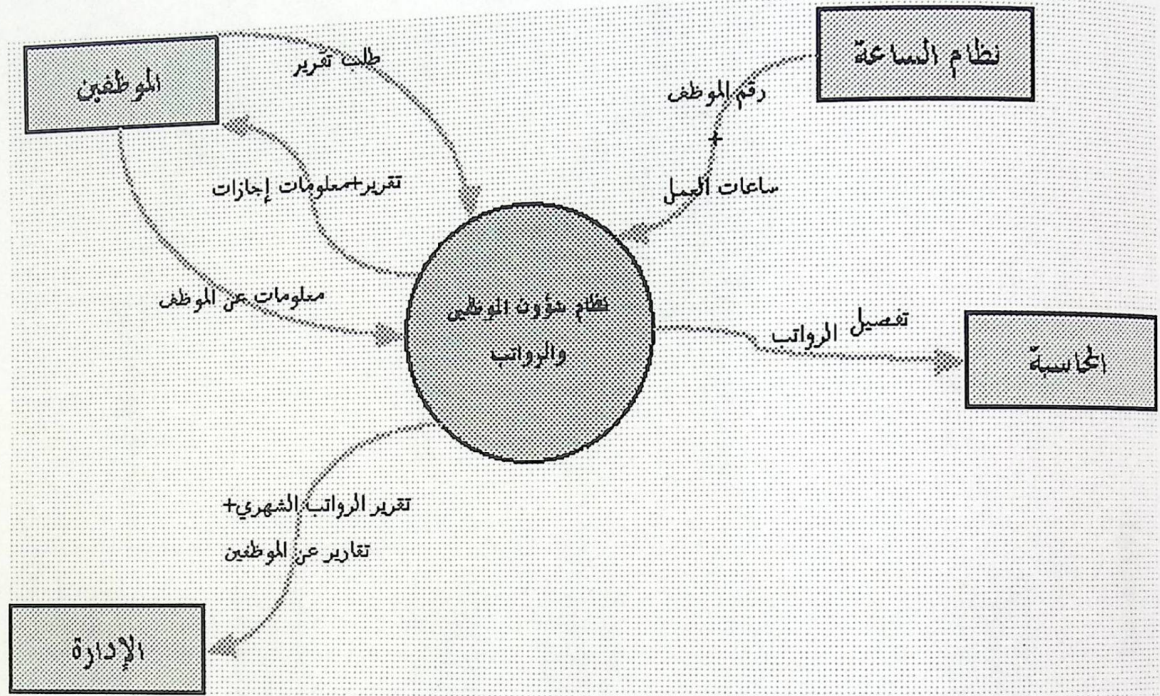 نظام الساعة
الموظفين
طلب تقرير
رقم الموظف
+
ساعات العمل
تقرير+معلومات إجازات
معلومات عن الموظف
نظام شؤون الموظفين
والرواتب
تفصيل الرواتب
المحاسبة
تقرير الرواتب الشهري+
تقارير عن الموظفين
الإدارة